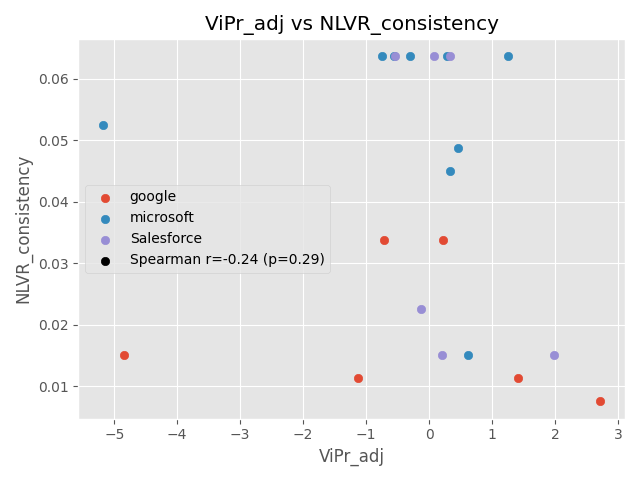 ViPr_adj vs NLVR_consistency
NLVR_consistency
0.06
0.05
0.04
0.03
0.02
0.01
google
microsoft
Salesforce
Spearman r=-0.24 (p=0.29)
−5
−4
−3
−2
−1
0
1
2
3
ViPr_adj